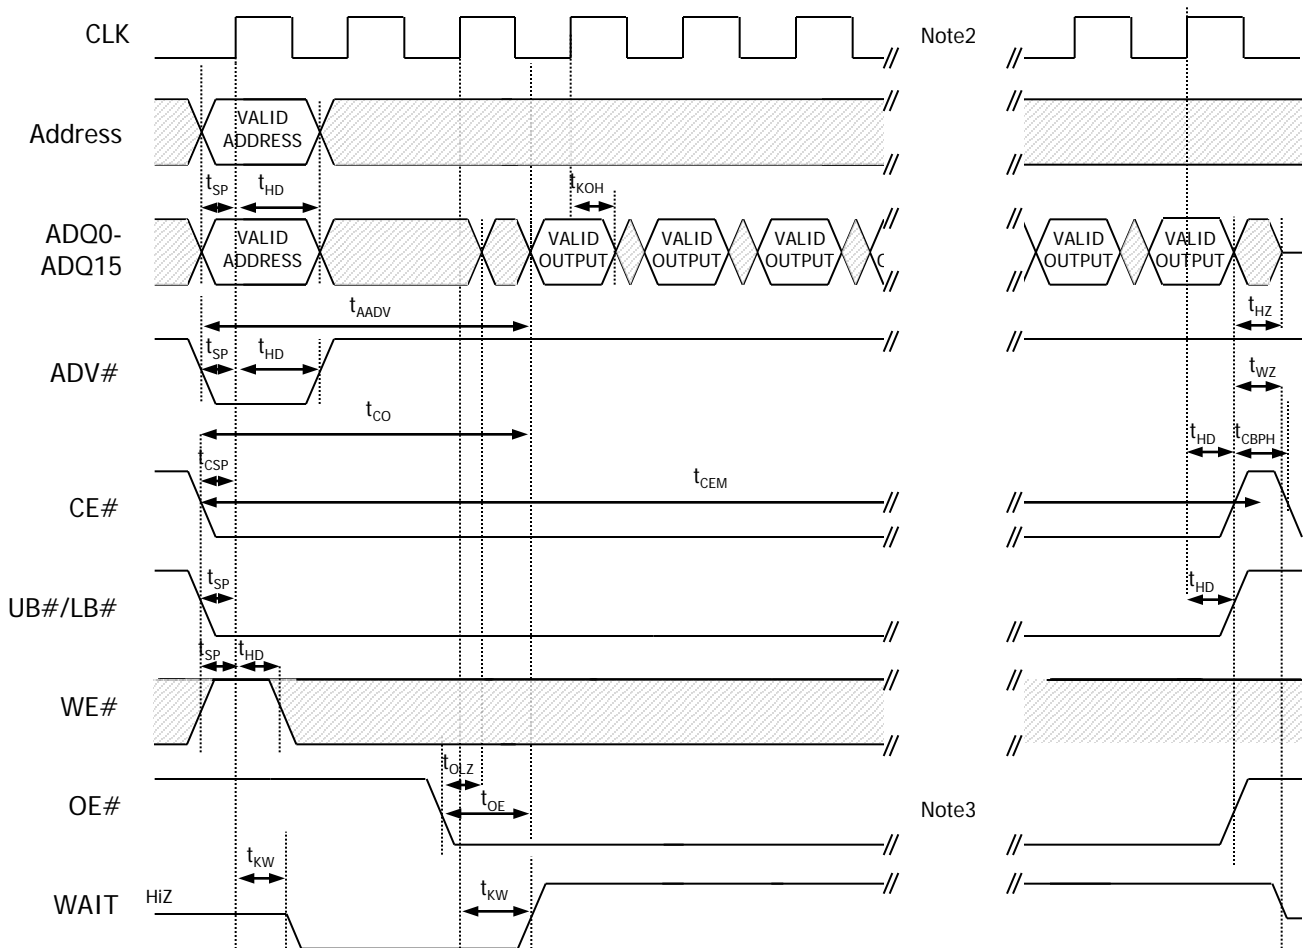 CLK
Note2
Address
VALID
ADDRESS
tSP
tHD
tKOH
ADQ0-
ADQ15
VALID
ADDRESS
VALID
OUTPUT
VALID
OUTPUT
VALID
OUTPUT
VALID
OUTPUT
VALID
OUTPUT
tAADV
tHZ
ADV#
tSP
tHD
tWZ
tCO
tHD
tCBPH
tCSP
CE#
tCEM
UB#/LB#
tSP
tHD
tSP
tHD
WE#
tOLZ
OE#
tOE
Note3
tKW
WAIT
HiZ
tKW